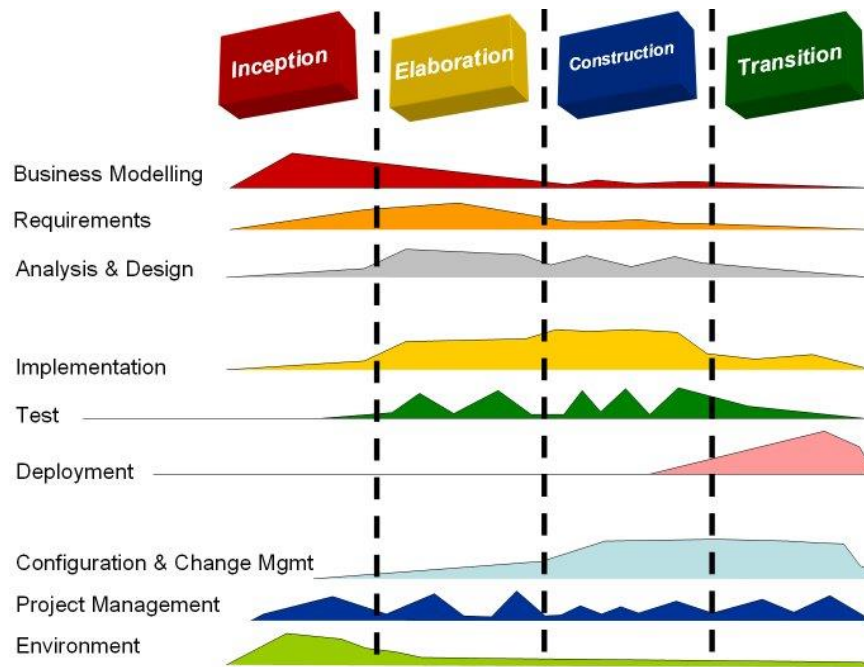 Inception
Elaboration
Construction
Transition
Business Modelling
Requirements
Analysis & Design
Implementation
Test
Deployment
Configuration & Change Mgmt
Project Management
Environment